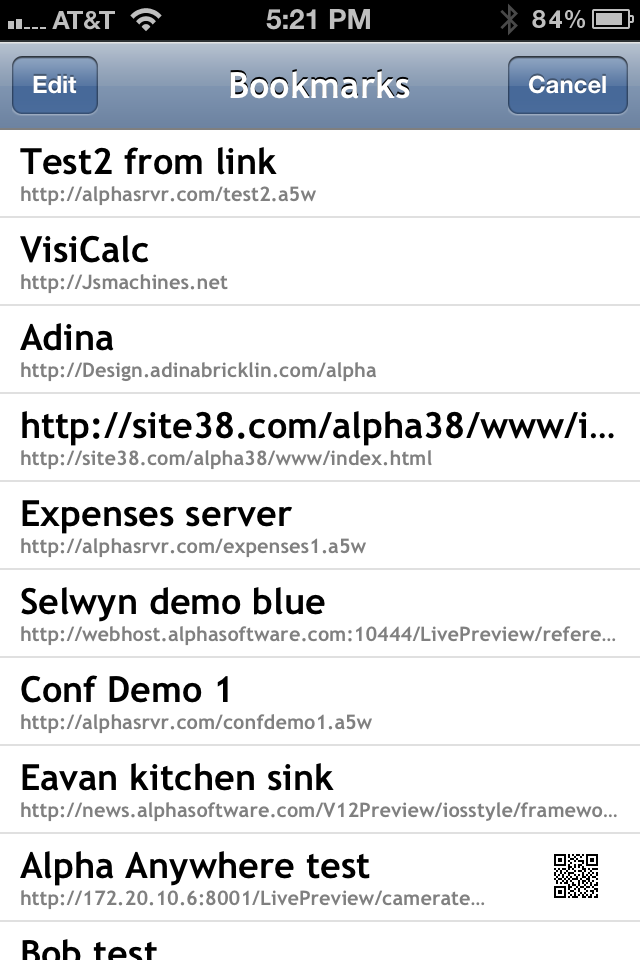 AT&T 5:21 PM 84%
Edit Bookmarks Cancel
Test2 from link
http://alphasrvr.com/test2.a5w
VisiCalc
http://Jsmachines.net
Adina
http://Design.adinabricklin.com/alpha
http://site38.com/alpha38/www/i...
http://site38.com/alpha38/www/index.html
Expenses server
http://alphasrvr.com/expenses1.a5w
Selwyn demo blue
http://webhost.alphasoftware.com:10444/LivePreview/refere...
Conf Demo 1
http://alphasrvr.com/confdemo1.a5w
Eavan kitchen sink
http://news.alphasoftware.com/V12Preview/iosstyle/framewo...
Alpha Anywhere test
http://172.20.10.6:8001/LivePreview/camerate...
Bob test